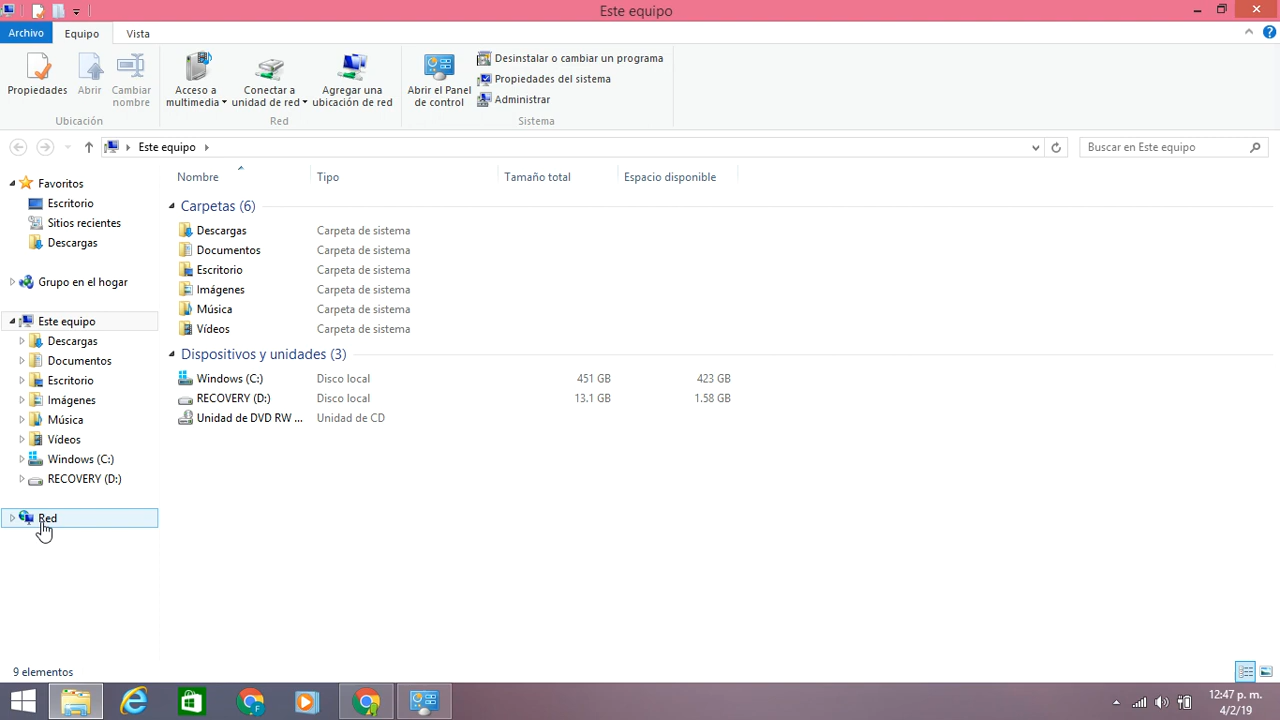 Este equipo
Archivo Equipo Vista
Propiedades
Abrir
Cambiar
nombre
Ubicación
Acceso a
multimedia
Conectar a
unidad de red
Agregar una
ubicación de red
Red
Abrir el Panel
de control
Desinstalar o cambiar un programa
Propiedades del sistema
Administrar
Sistema
Este equipo
Buscar en Este equipo
Favoritos
Escritorio
Sitios recientes
Descargas
Grupo en el hogar
Este equipo
Descargas
Documentos
Escritorio
Imágenes
Música
Vídeos
Windows (C:)
RECOVERY (D:)
Red
Nombre Tipo Tamaño total Espacio disponible
Carpetas (6)
Descargas Carpeta de sistema
Documentos Carpeta de sistema
Escritorio Carpeta de sistema
Imágenes Carpeta de sistema
Música Carpeta de sistema
Vídeos Carpeta de sistema
Dispositivos y unidades (3)
Windows (C:) Disco local 451 GB 423 GB
RECOVERY (D:) Disco local 13.1 GB 1.58 GB
Unidad de DVD RW ... Unidad de CD
9 elementos
12:47 p. m.
4/2/19